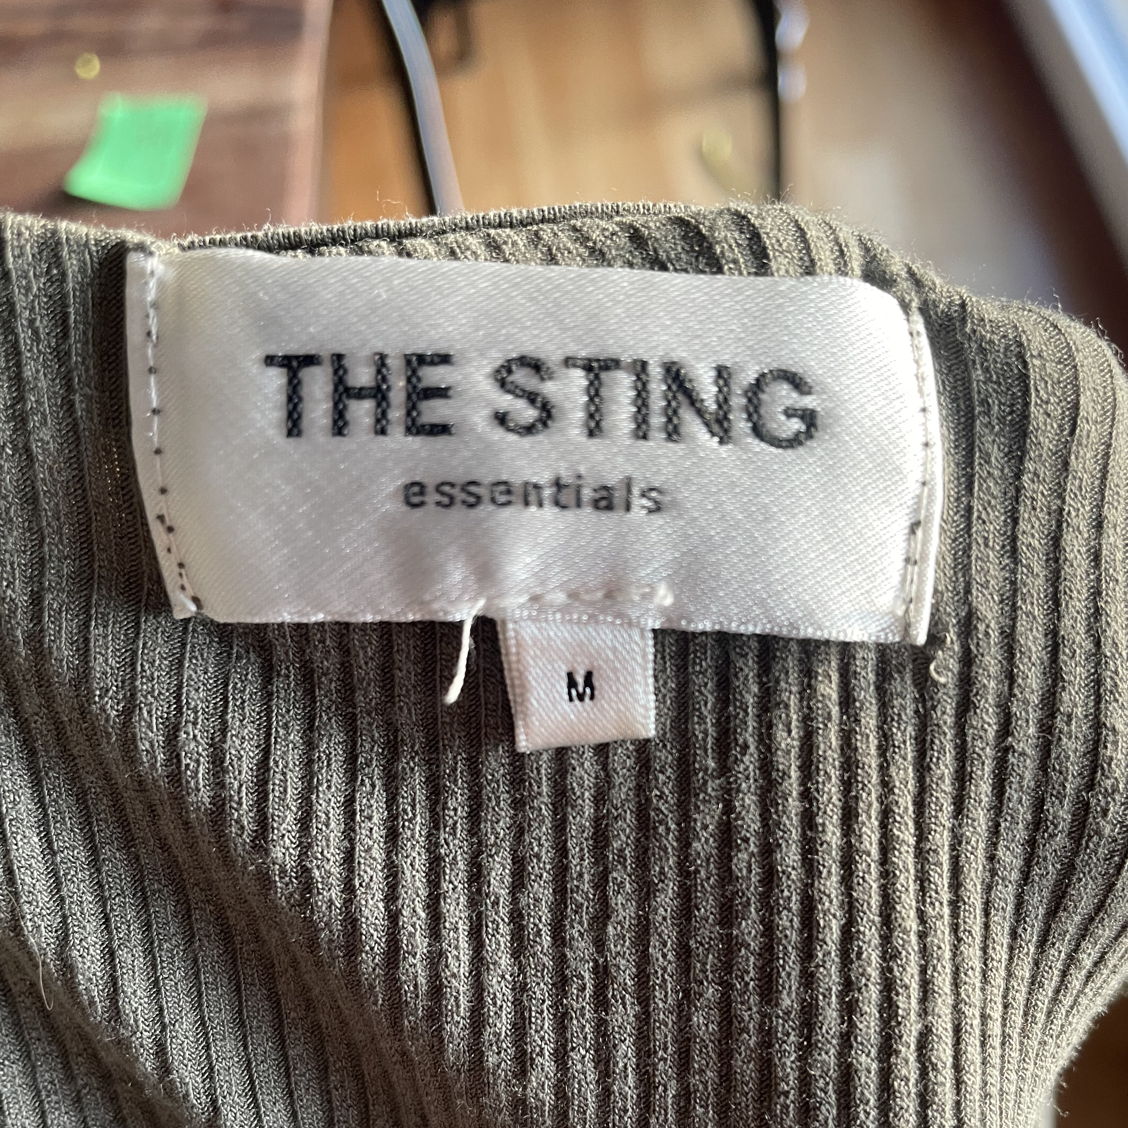 THE STING
essentials
M